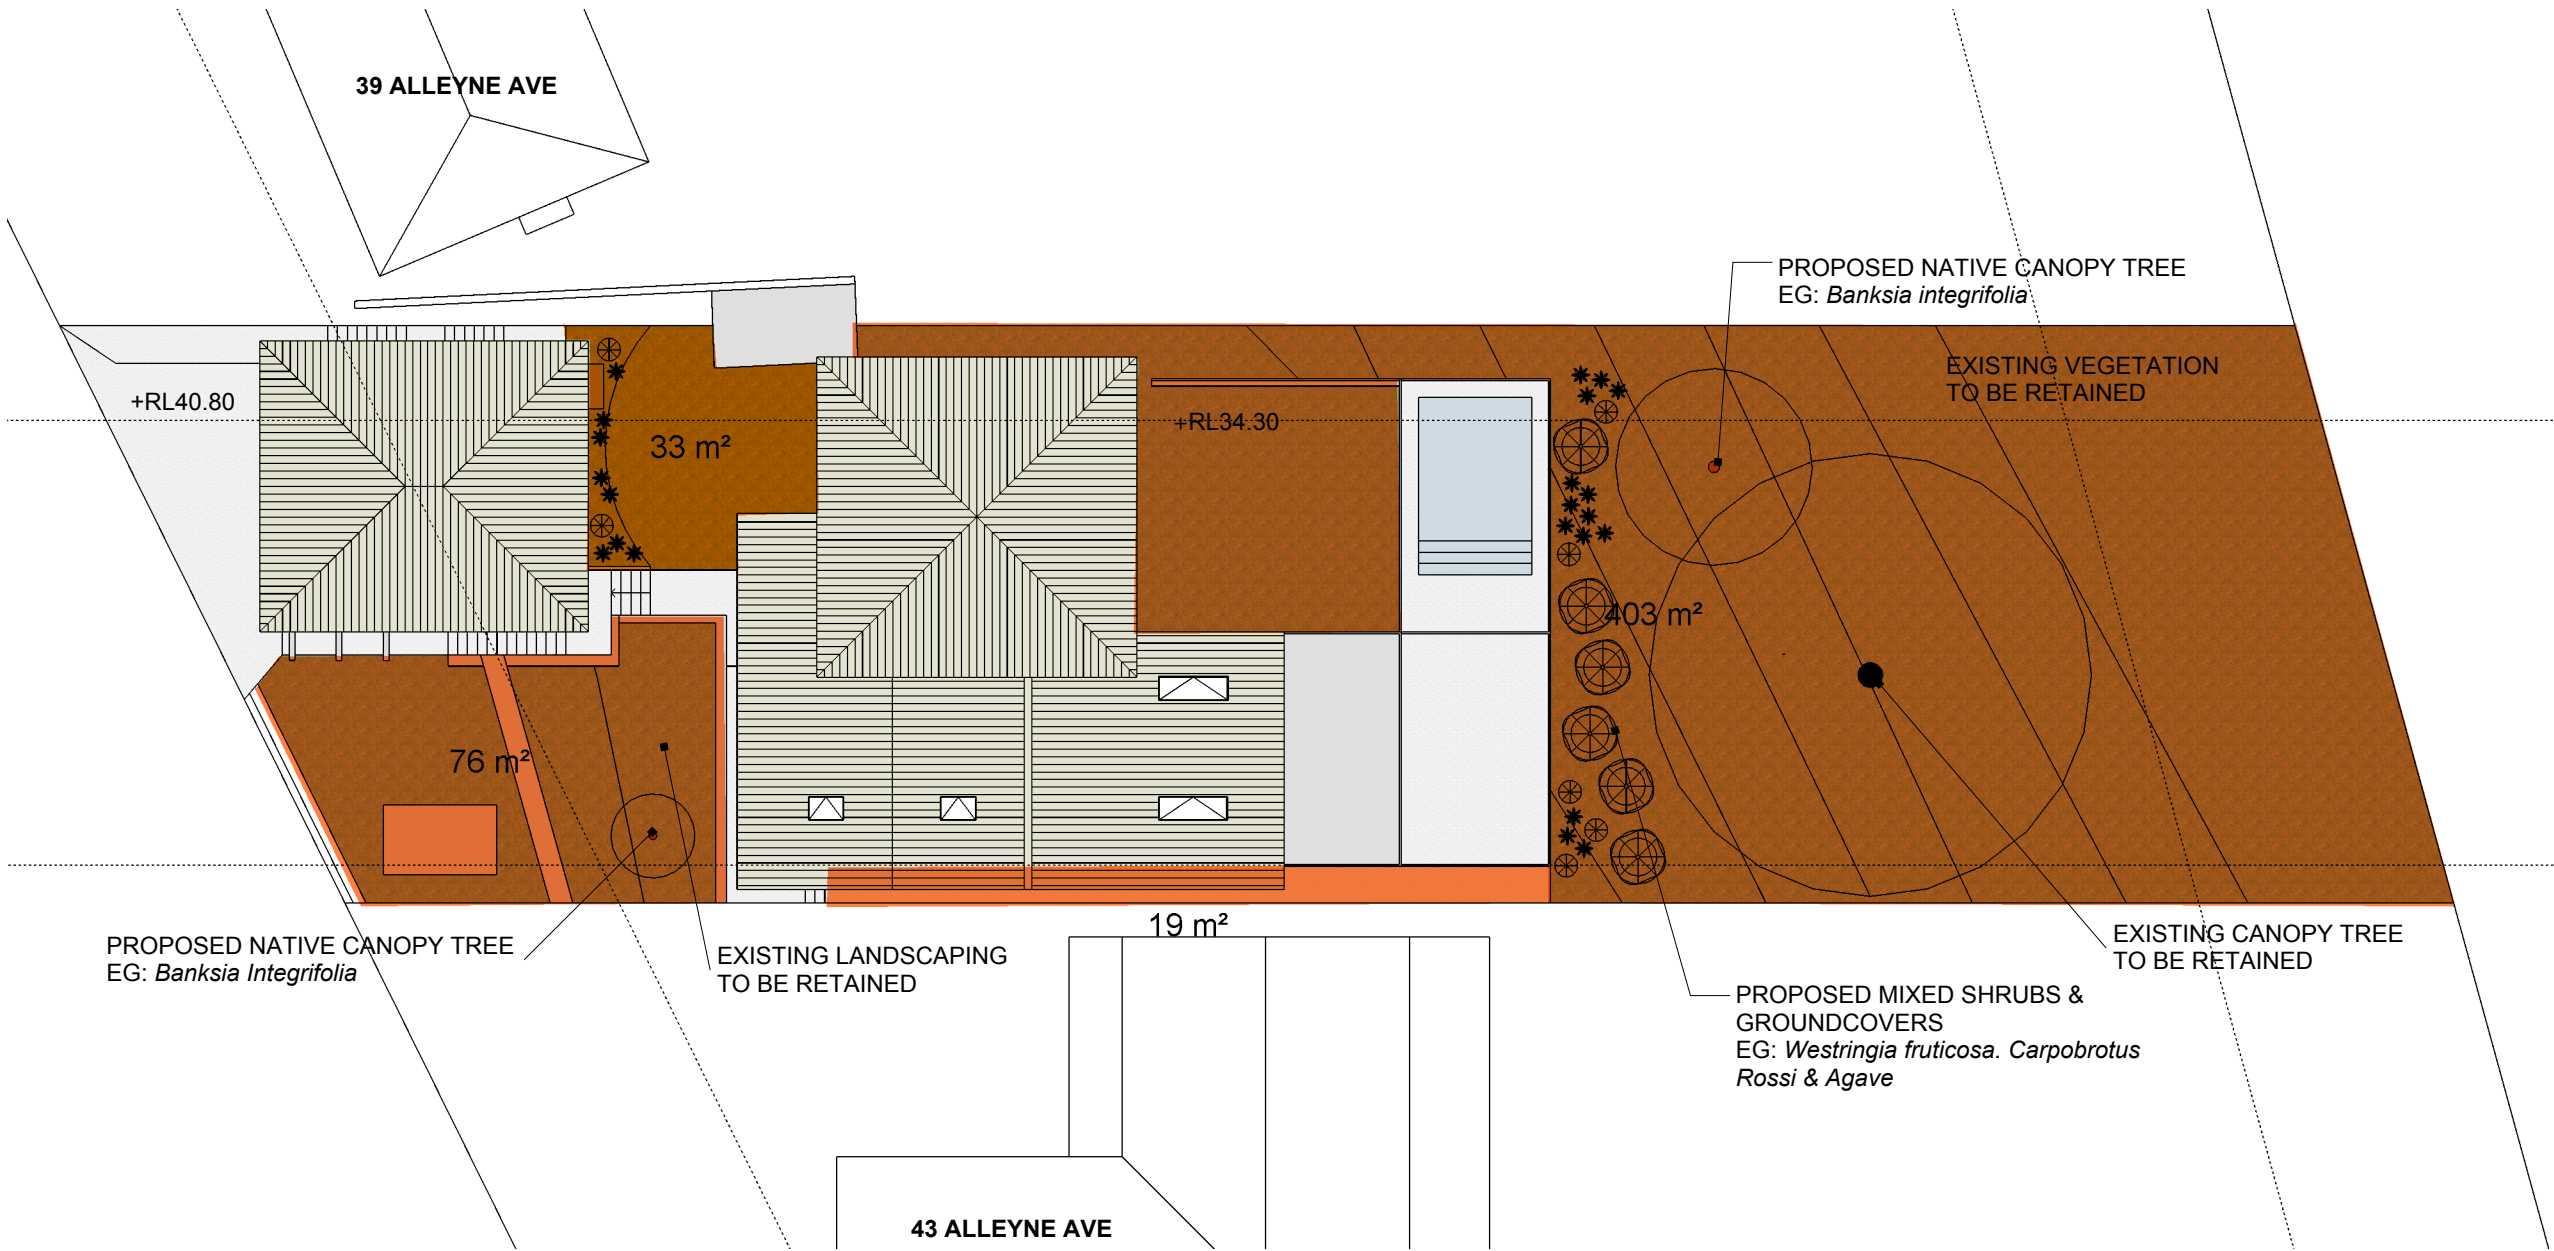 39 ALLEYNE AVE
PROPOSED NATIVE CANOPY TREE
EG: Banksia integrifolia
EXISTING VEGETATION
TO BE RETAINED
+RL40.80
+RL34.30
33 m²
403 m²
76 m²
19 m²
PROPOSED NATIVE CANOPY TREE
EG: Banksia Integrifolia
EXISTING LANDSCAPING
TO BE RETAINED
EXISTING CANOPY TREE
TO BE RETAINED
PROPOSED MIXED SHRUBS &
GROUNDCOVERS
EG: Westringia fruticosa. Carpobrotus
Rossi & Agave
43 ALLEYNE AVE